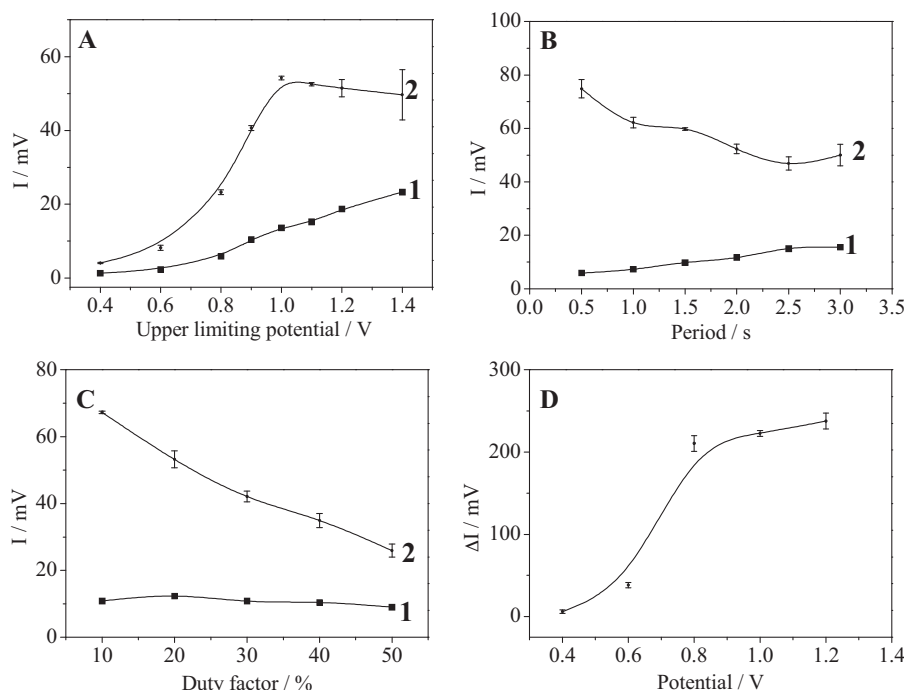 A
I / mV
60
40
20
0
2
1
0.4 0.6 0.8 1.0 1.2 1.4
Upper limiting potential / V
B
I / mV
100
80
60
40
20
0
2
1
0.0 0.5 1.0 1.5 2.0 2.5 3.0 3.5
Period / s
C
I / mV
80
60
40
20
0
2
1
10 20 30 40 50
Duty factor / %
D
ΔI / mV
300
200
100
0
0.4 0.6 0.8 1.0 1.2 1.4
Potential / V